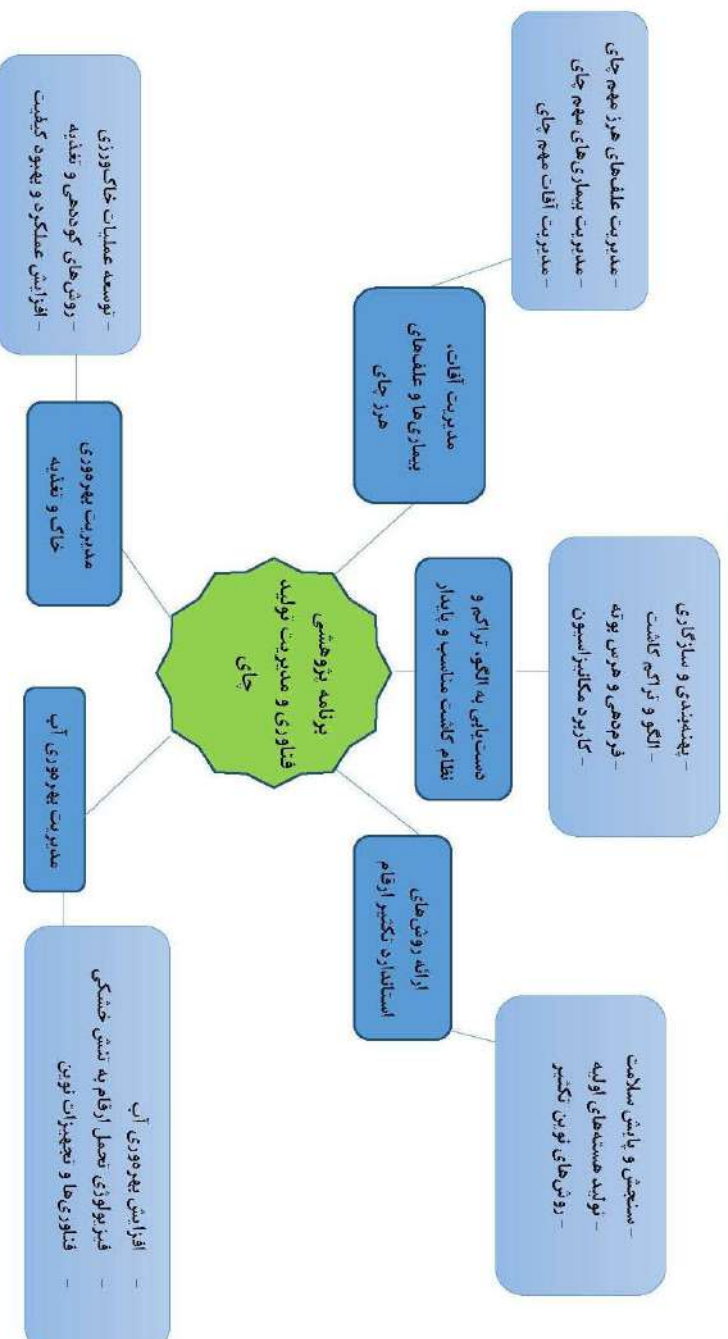 برنامه پژوهشی
فناوری و مدیریت تولید
چای
مدیریت آفات،
بیماری‌ها و علف‌های
هرز چای
- مدیریت علف‌های هرز مهم چای
- مدیریت بیماری‌های مهم چای
- مدیریت آفات مهم چای
دست‌یابی به الگو، تراکم و
نظام کاشت مناسب و پایدار
- پهنه‌بندی و سازگاری
- الگو و تراکم کاشت
- فرم‌دهی و هرس بوته
- کاربرد مکانیزاسیون
ارائه روش‌های
استاندارد تکثیر ارقام
- سنجش و پایش سلامت
- تولید هسته‌های اولیه
- روش‌های نوین تکثیر
مدیریت بهره‌وری
خاک و تغذیه
- توسعه عملیات خاک‌ورزی
- روش‌های کوددهی و تغذیه
- افزایش عملکرد و بهبود کیفیت
مدیریت بهره‌وری آب
- افزایش بهره‌وری آب
- فیزیولوژی تحمل ارقام به تنش خشکی
- فناوری‌ها و تجهیزات نوین